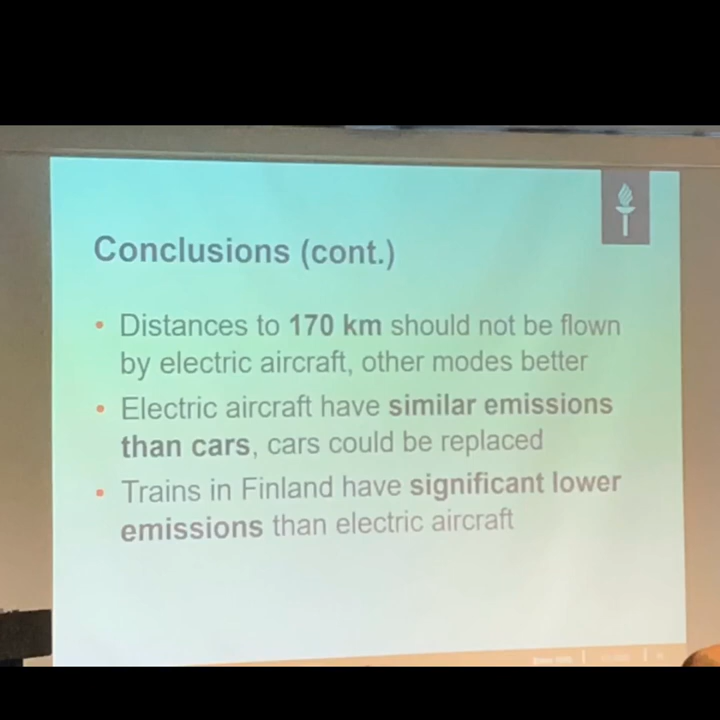 Conclusions (cont.)
• Distances to 170 km should not be flown
by electric aircraft, other modes better
• Electric aircraft have similar emissions
than cars, cars could be replaced
• Trains in Finland have significant lower
emissions than electric aircraft